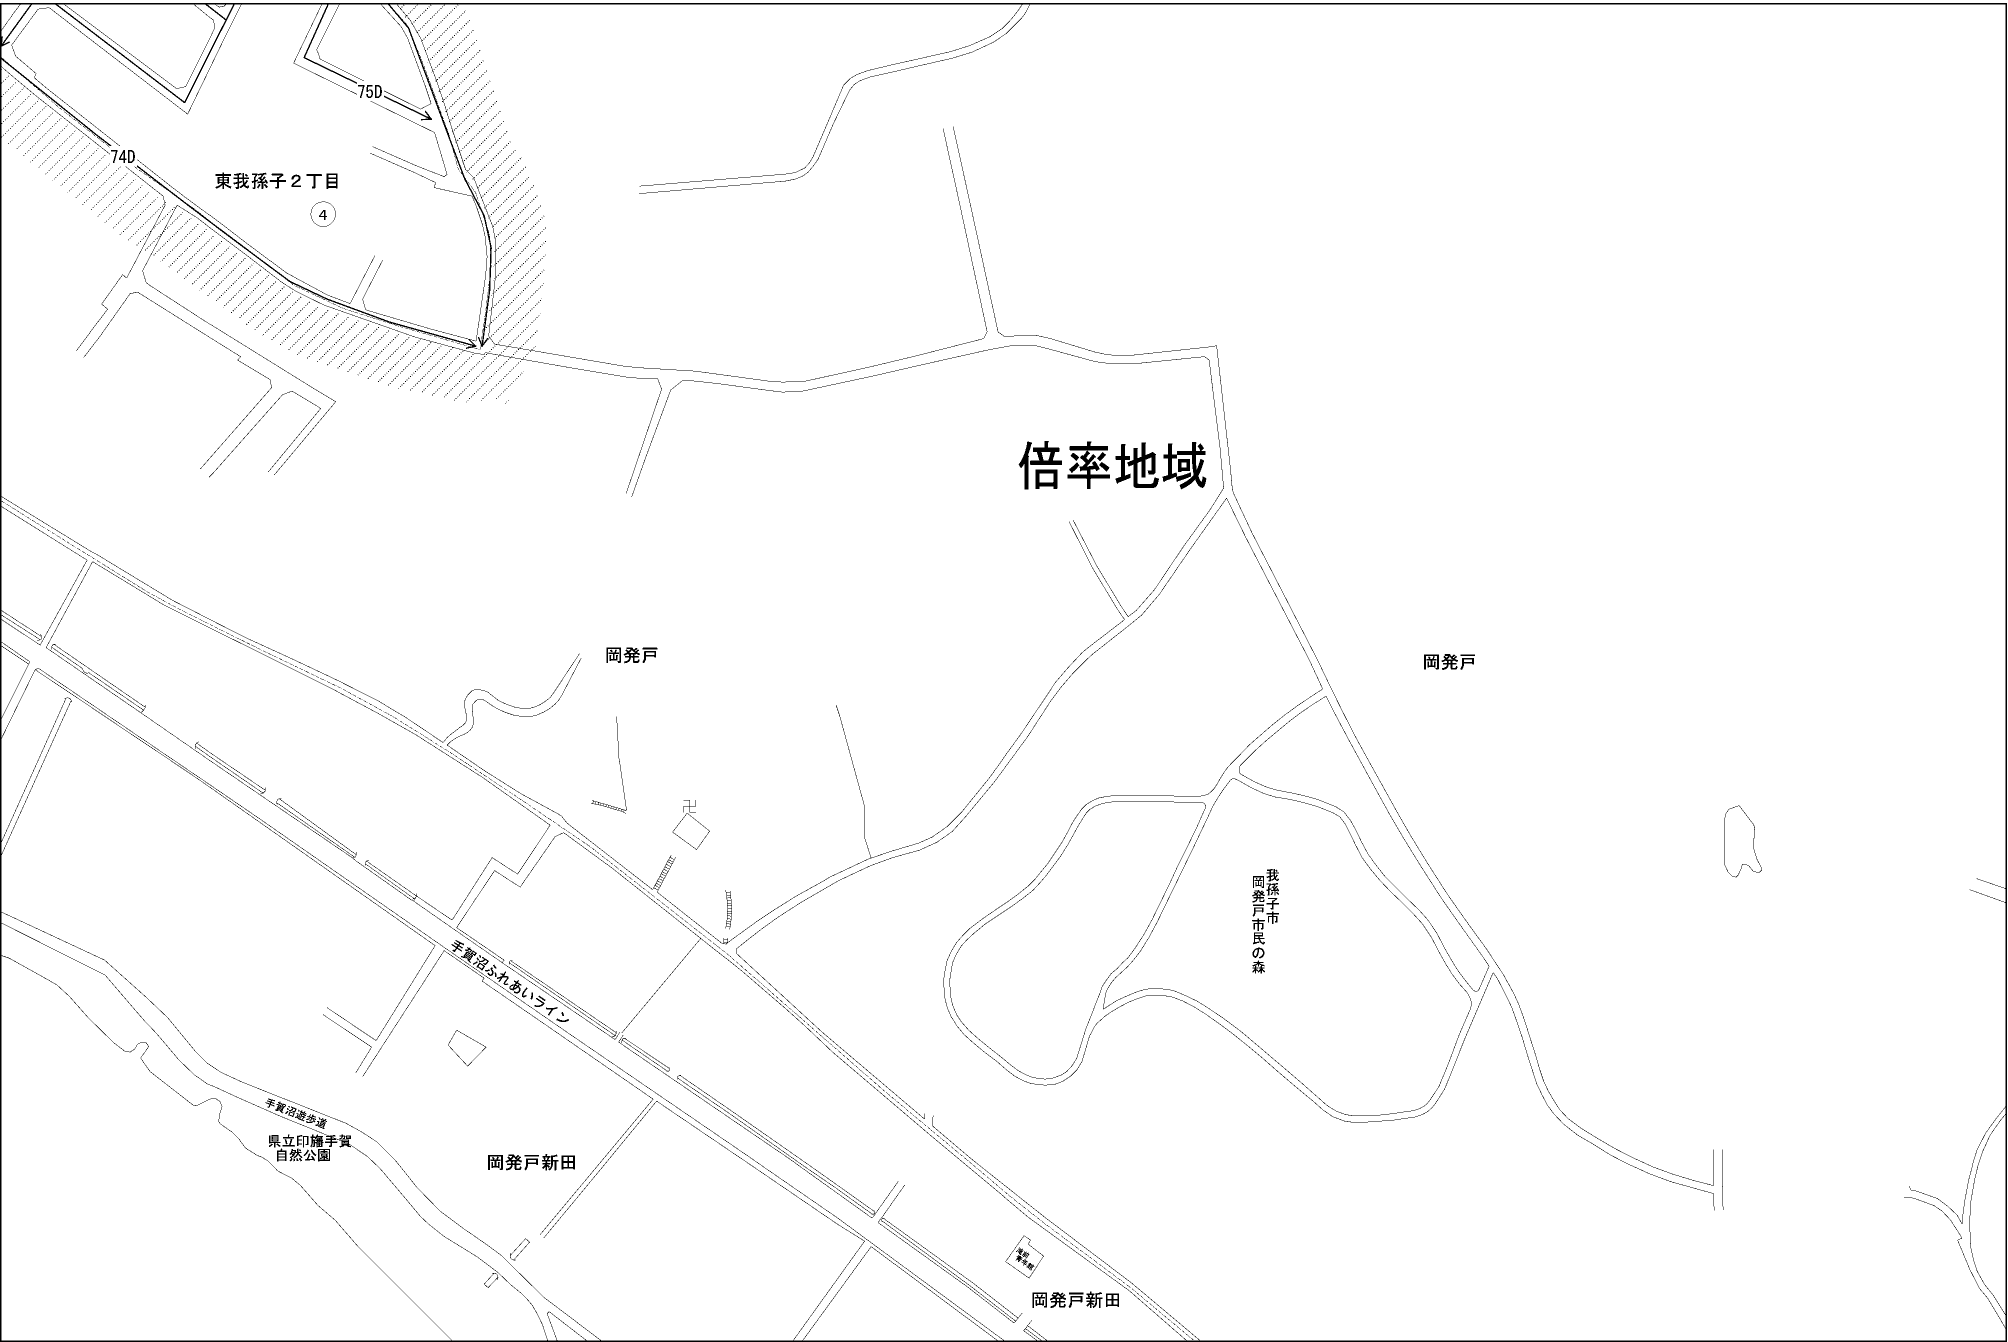 75D
74D
東我孫子２丁目
4
倍率地域
岡発戸
岡発戸
我孫子市
岡発戸市民の森
手賀沼ふれあいライン
手賀沼遊歩道
県立印旛手賀
自然公園
岡発戸新田
青年館
岡発戸新田